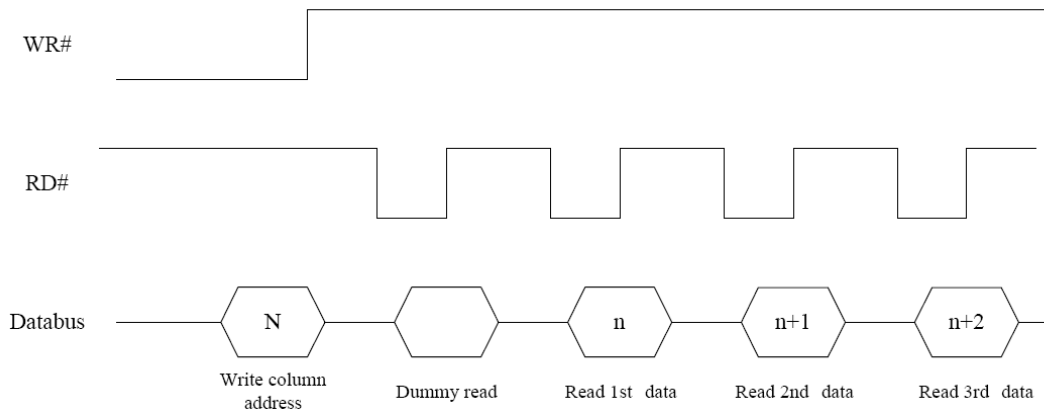 WR#
RD#
Databus
N
n
n+1
n+2
Write column
address
Dummy read
Read 1st data
Read 2nd data
Read 3rd data